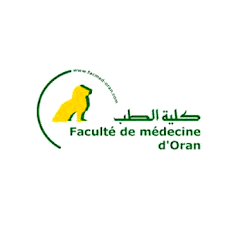 www.facmed-oran.com
كلية الطب
Faculté de médecine
d'Oran